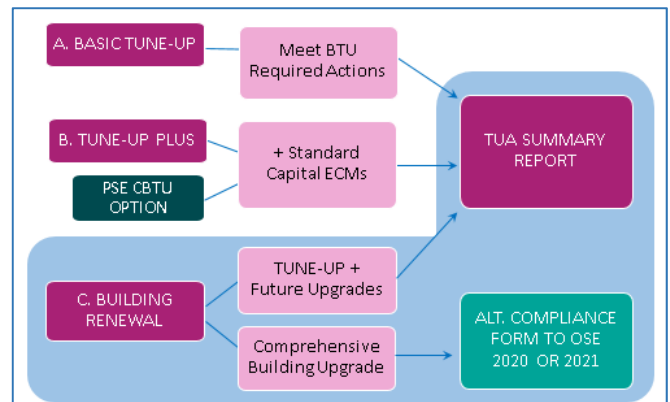 A. BASIC TUNE-UP
Meet BTU
Required Actions
B. TUNE-UP PLUS
PSE CBTU
OPTION
+ Standard
Capital ECMs
TUA SUMMARY
REPORT
C. BUILDING
RENEWAL
TUNE-UP +
Future Upgrades
Comprehensive
Building Upgrade
ALT. COMPLIANCE
FORM TO OSE
2020 OR 2021